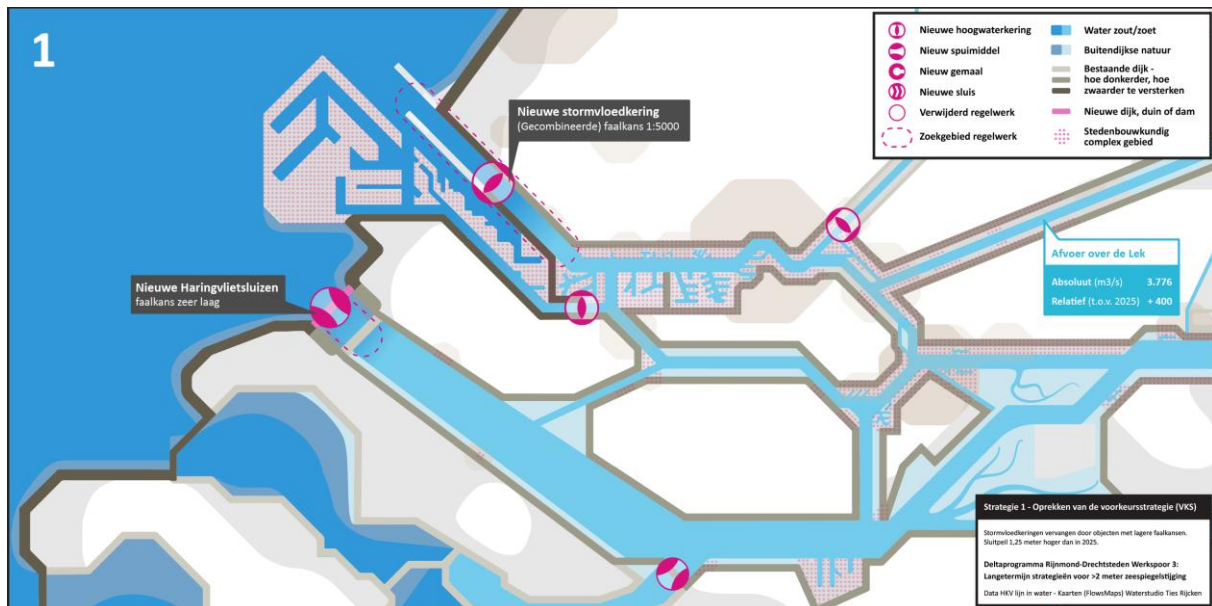 1
Nieuwe stormvloedkering
(Gecombineerde) faalkans 1:5000
Nieuwe Haringvlietsluizen
faalkans zeer laag
Nieuwe hoogwaterkering
Nieuw spuimiddel
Nieuw gemaal
Nieuwe sluis
Verwijderd regelwerk
Zoekgebied regelwerk
Water zout/zoet
Buitendijkse natuur
Bestaande dijk -
hoe donkerder, hoe
zwaarder te versterken
Nieuwe dijk, duin of dam
Stedenbouwkundig
complex gebied
Afvoer over de Lek
Absoluut (m3/s) 3.776
Relatief (t.o.v. 2025) + 400
Strategie 1 - Oprekken van de voorkeursstrategie (VKS)
Stormvloedkeringen vervangen door objecten met lagere faalkansen.
Sluitpeil 1,25 meter hoger dan in 2025.
Deltaprogramma Rijnmond-Drechtsteden Werkspoor 3:
Langetermijn strategieën voor >2 meter zeespiegelstijging
Data HKV lijn in water - Kaarten (FlowsMaps) Waterstudio Ties Rijcken